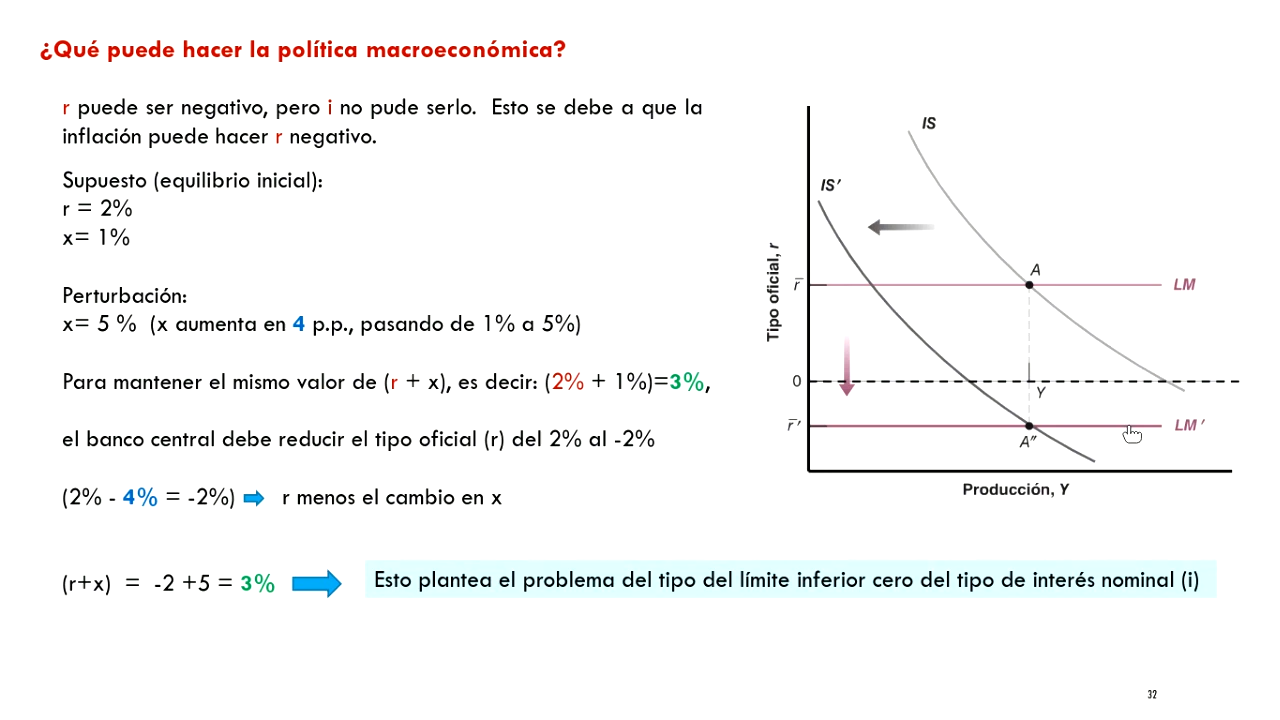 ¿Qué puede hacer la política macroeconómica?
r puede ser negativo, pero i no pude serlo. Esto se debe a que la
inflación puede hacer r negativo.
Supuesto (equilibrio inicial):
r = 2%
x= 1%
Perturbación:
x= 5 % (x aumenta en 4 p.p., pasando de 1% a 5%)
Para mantener el mismo valor de (r + x), es decir: (2% + 1%)=3%,
el banco central debe reducir el tipo oficial (r) del 2% al -2%
(2% - 4% = -2%) r menos el cambio en x
(r+x) = -2 +5 = 3%
Esto plantea el problema del tipo del límite inferior cero del tipo de interés nominal (i)
IS
IS′
Tipo oficial, r
r̅
A
LM
0
Y
r̅′
A″
LM′
Producción, Y
32